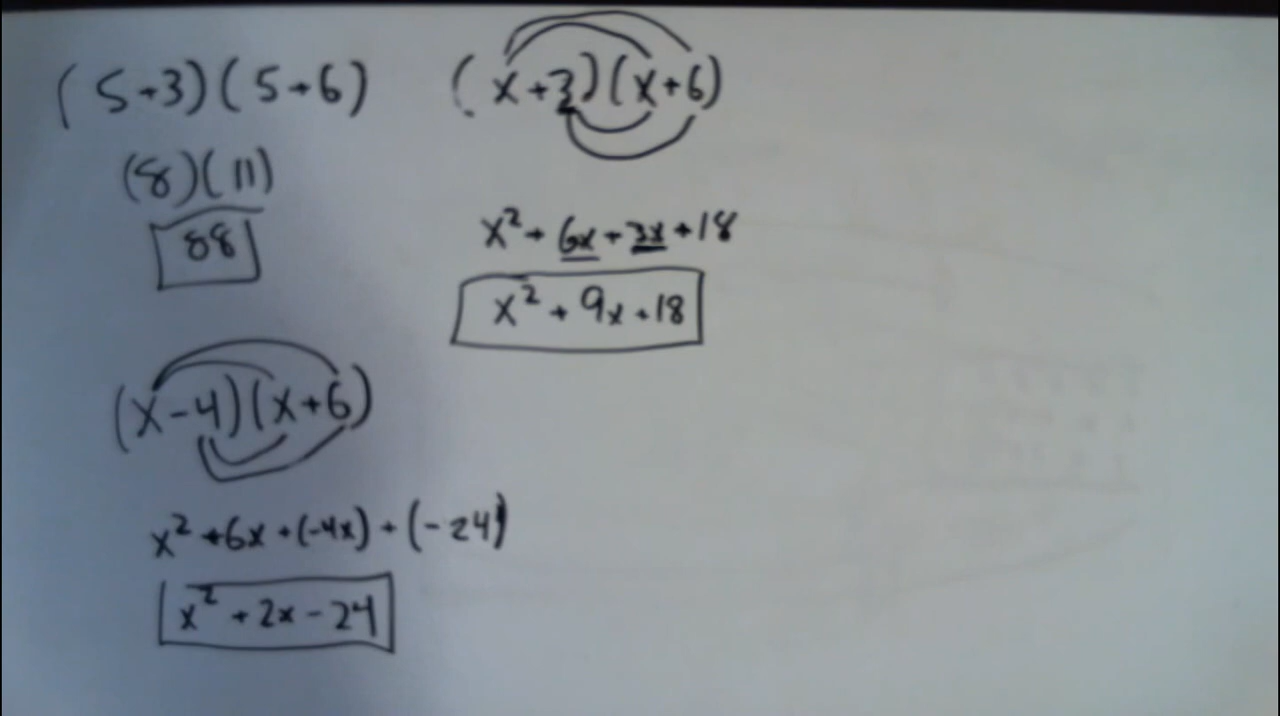 (5+3)(5+6)
(8)(11)
88
(x+3)(x+6)
x²+6x+3x+18
x²+9x+18
(x-4)(x+6)
x²+6x+(-4x)+(-24)
x²+2x-24